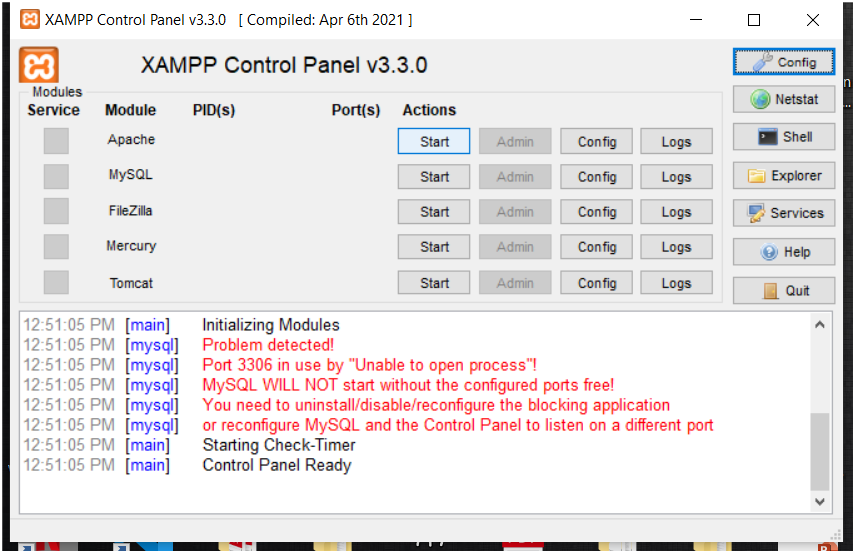 XAMPP Control Panel v3.3.0 [ Compiled: Apr 6th 2021 ]
XAMPP Control Panel v3.3.0
Config
Modules
Service Module PID(s) Port(s) Actions
Netstat
Apache Start Admin Config Logs
Shell
MySQL Start Admin Config Logs
Explorer
FileZilla Start Admin Config Logs
Services
Mercury Start Admin Config Logs
Help
Tomcat Start Admin Config Logs
Quit
12:51:05 PM [main] Initializing Modules
12:51:05 PM [mysql] Problem detected!
12:51:05 PM [mysql] Port 3306 in use by "Unable to open process"!
12:51:05 PM [mysql] MySQL WILL NOT start without the configured ports free!
12:51:05 PM [mysql] You need to uninstall/disable/reconfigure the blocking application
12:51:05 PM [mysql] or reconfigure MySQL and the Control Panel to listen on a different port
12:51:05 PM [main] Starting Check-Timer
12:51:05 PM [main] Control Panel Ready